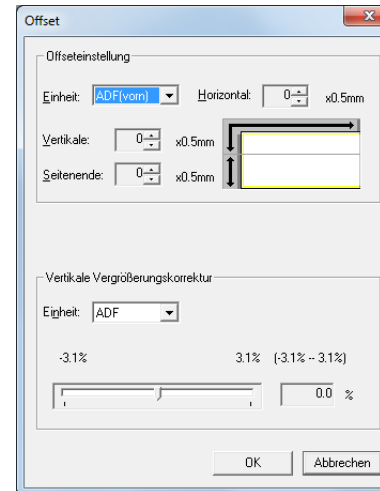 Offset
Offseteinstellung
Einheit: ADF(vorn) Horizontal: 0 x0.5mm
Vertikale: 0 x0.5mm
Seitenende: 0 x0.5mm
Vertikale Vergrößerungskorrektur
Einheit: ADF
-3.1% 3.1% (-3.1% -- 3.1%)
0.0 %
OK Abbrechen